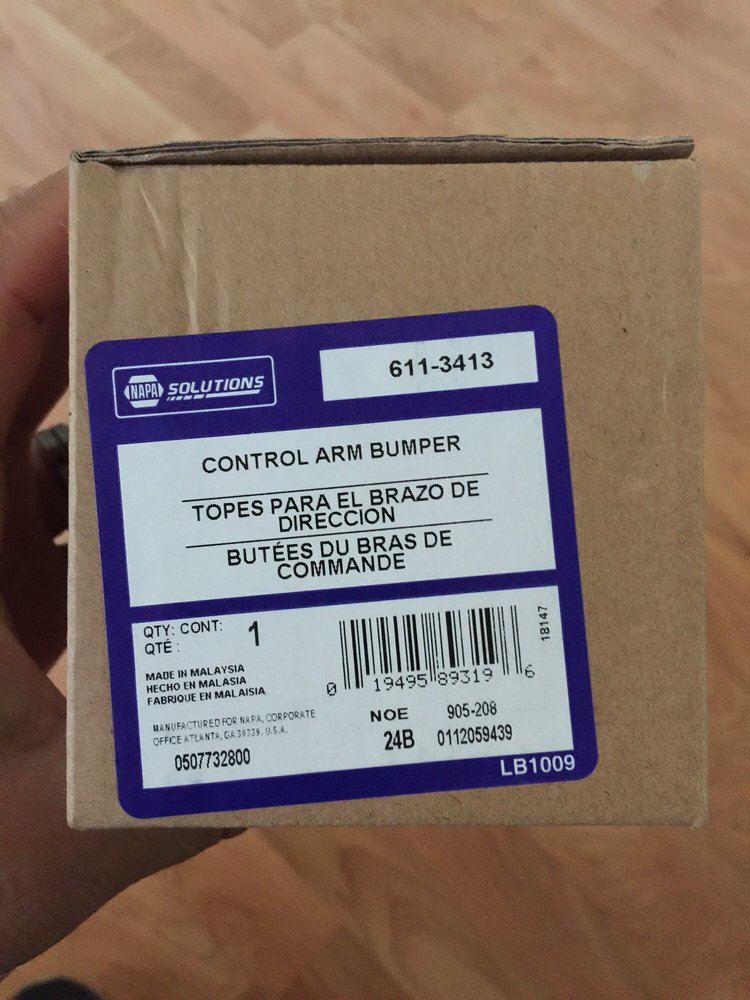 NAPA SOLUTIONS
611-3413
CONTROL ARM BUMPER
TOPES PARA EL BRAZO DE
DIRECCION
BUTÉES DU BRAS DE
COMMANDE
QTY: CONT: 1
QTÉ :
MADE IN MALAYSIA
HECHO EN MALASIA
FABRIQUE EN MALAISIA
MANUFACTURED FOR NAPA, CORPORATE
OFFICE ATLANTA, GA 30339, U.S.A.
0507732800
0 19495 89319 6
18147
NOE 905-208
24B 0112059439
LB1009